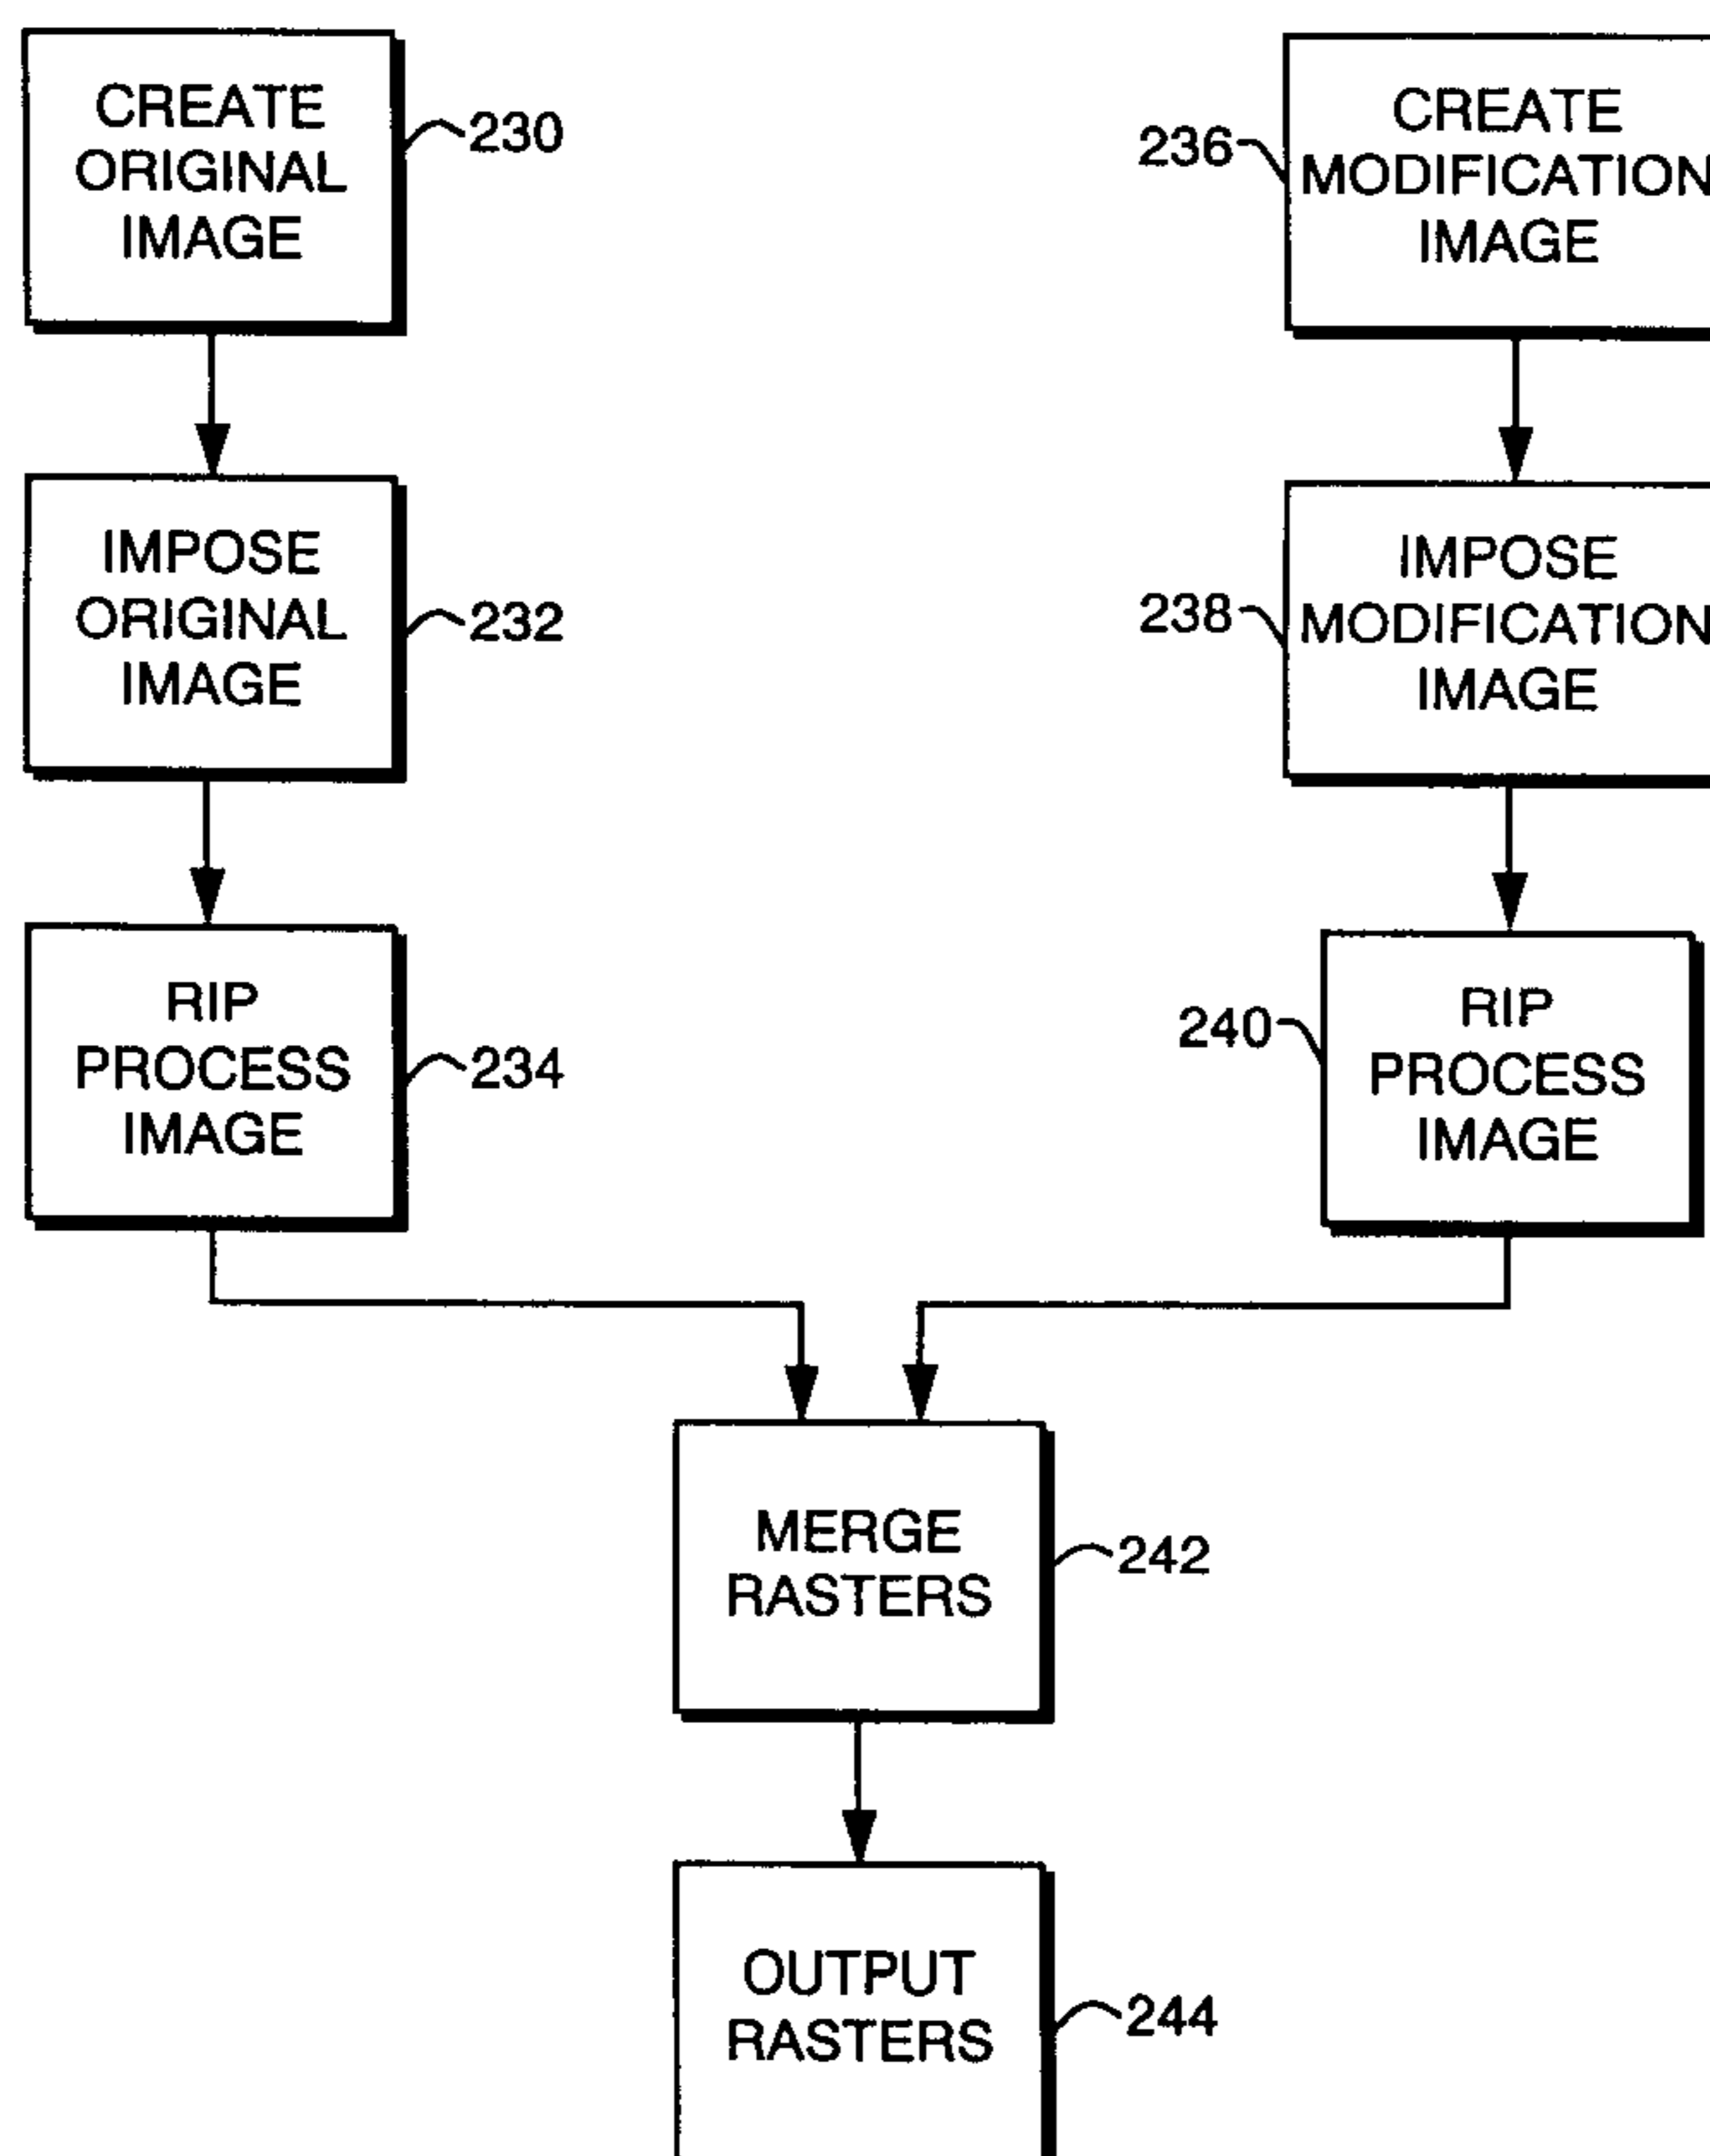 CREATE
ORIGINAL
IMAGE
230
236
CREATE
MODIFICATION
IMAGE
IMPOSE
ORIGINAL
IMAGE
232
238
IMPOSE
MODIFICATION
IMAGE
RIP
PROCESS
IMAGE
234
240
RIP
PROCESS
IMAGE
MERGE
RASTERS
242
OUTPUT
RASTERS
244